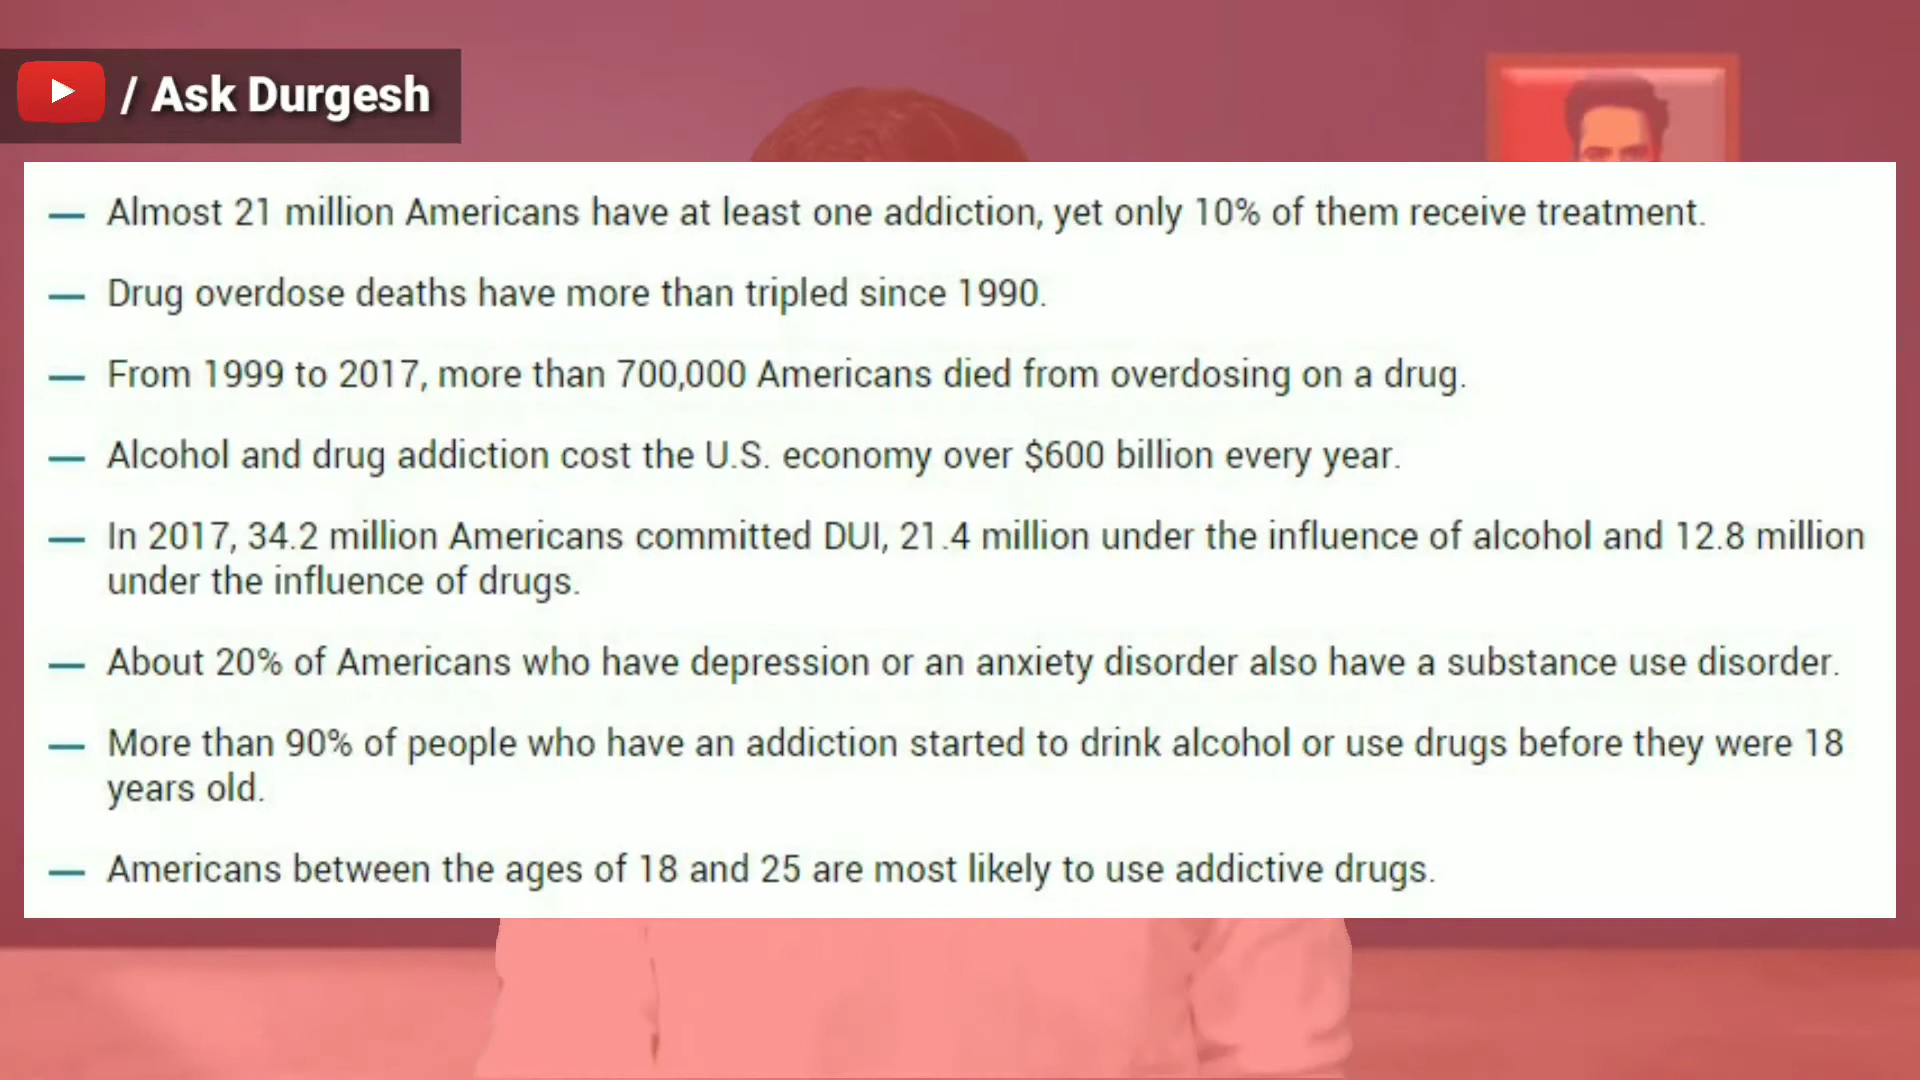 / Ask Durgesh
— Almost 21 million Americans have at least one addiction, yet only 10% of them receive treatment.
— Drug overdose deaths have more than tripled since 1990.
— From 1999 to 2017, more than 700,000 Americans died from overdosing on a drug.
— Alcohol and drug addiction cost the U.S. economy over $600 billion every year.
— In 2017, 34.2 million Americans committed DUI, 21.4 million under the influence of alcohol and 12.8 million
under the influence of drugs.
— About 20% of Americans who have depression or an anxiety disorder also have a substance use disorder.
— More than 90% of people who have an addiction started to drink alcohol or use drugs before they were 18
years old.
— Americans between the ages of 18 and 25 are most likely to use addictive drugs.